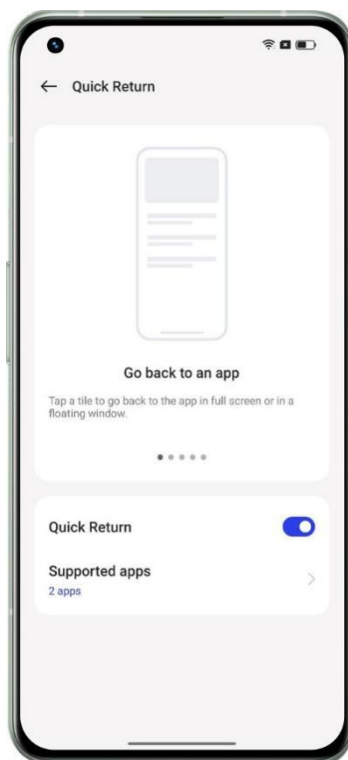 Quick Return
Go back to an app
Tap a tile to go back to the app in full screen or in a
floating window.
Quick Return
Supported apps
2 apps